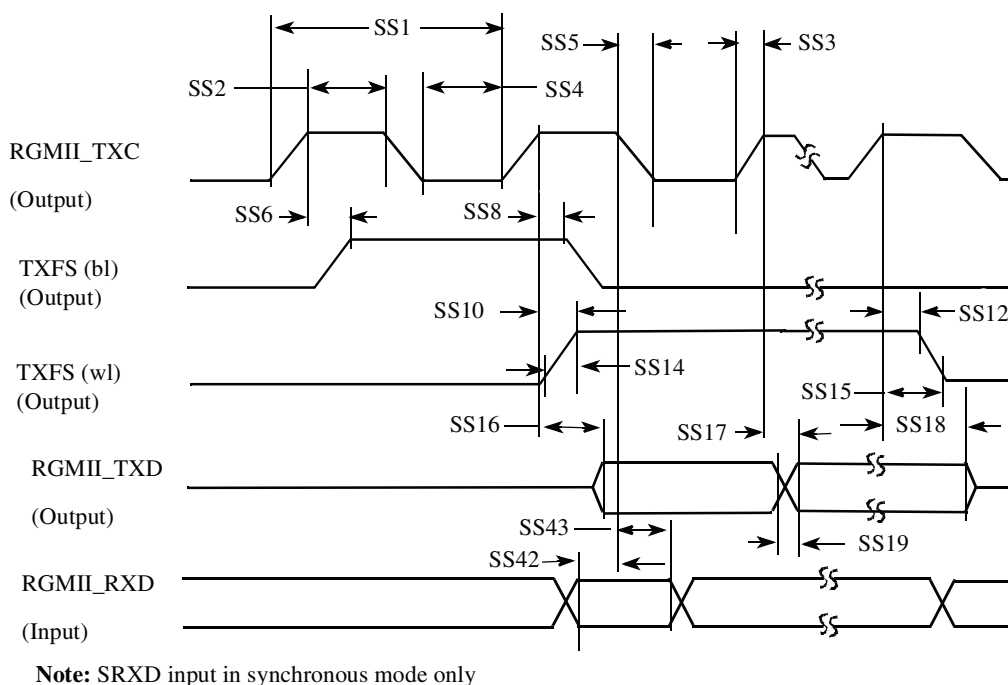 SS1
SS5
SS3
SS2
SS4
RGMII_TXC
(Output)
SS6
SS8
TXFS (bl)
(Output)
SS10
SS12
TXFS (wl)
(Output)
SS14
SS15
SS16
SS17
SS18
RGMII_TXD
(Output)
SS43
SS19
SS42
RGMII_RXD
(Input)
Note: SRXD input in synchronous mode only